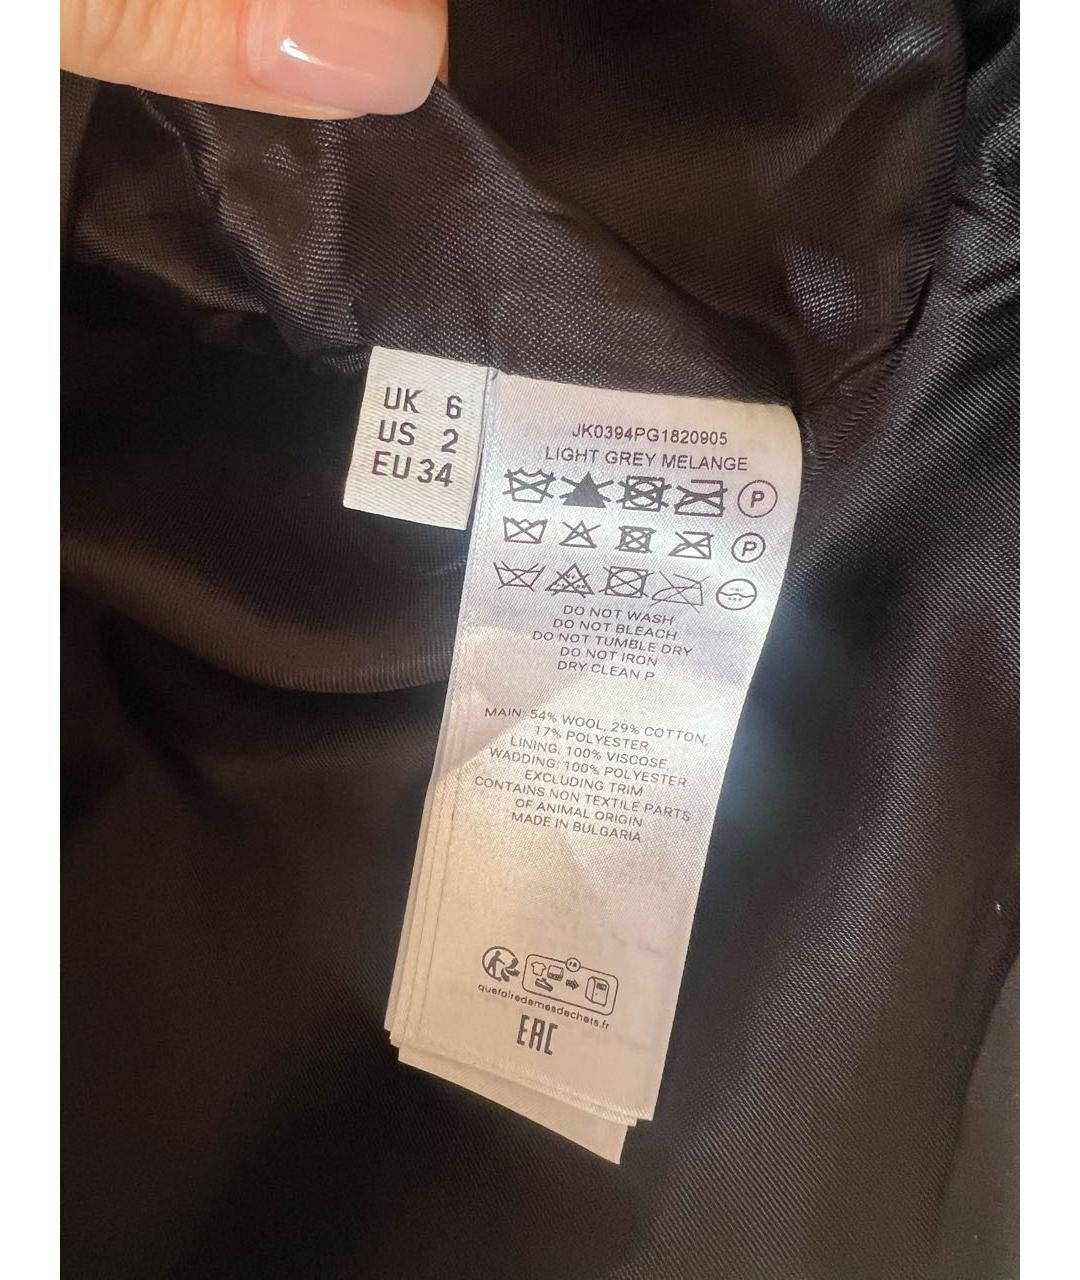 UK 6
US 2
EU 34
JK0394PG1820905
LIGHT GREY MELANGE
P
P
DO NOT WASH
DO NOT BLEACH
DO NOT TUMBLE DRY
DO NOT IRON
DRY CLEAN P
MAIN: 54% WOOL, 29% COTTON,
17% POLYESTER
LINING: 100% VISCOSE,
WADDING: 100% POLYESTER
EXCLUDING TRIM
CONTAINS NON TEXTILE PARTS
OF ANIMAL ORIGIN
MADE IN BULGARIA
quefairedemesdechets.fr
EAC